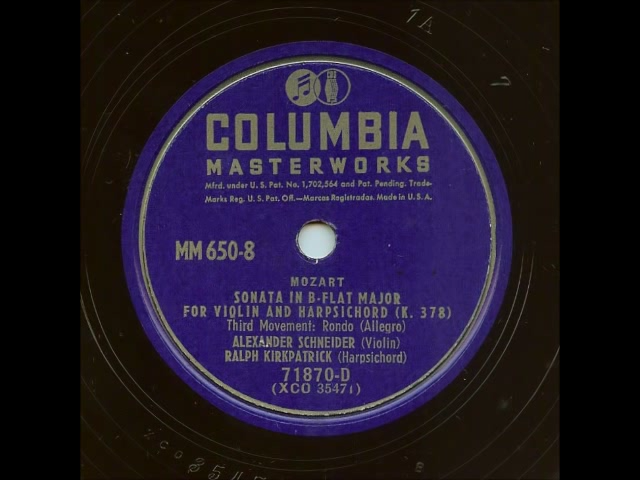 1A
COLUMBIA
MASTERWORKS
Mfrd. under U. S. Pat. No. 1,702,564 and Pat. Pending. Trade-
Marks Reg. U. S. Pat. Off.—Marcas Registradas. Made in U. S. A.
MM 650-8
MOZART
SONATA IN B-FLAT MAJOR
FOR VIOLIN AND HARPSICHORD (K. 378)
Third Movement: Rondo (Allegro)
ALEXANDER SCHNEIDER (Violin)
RALPH KIRKPATRICK (Harpsichord)
71870-D
(XCO 35471)